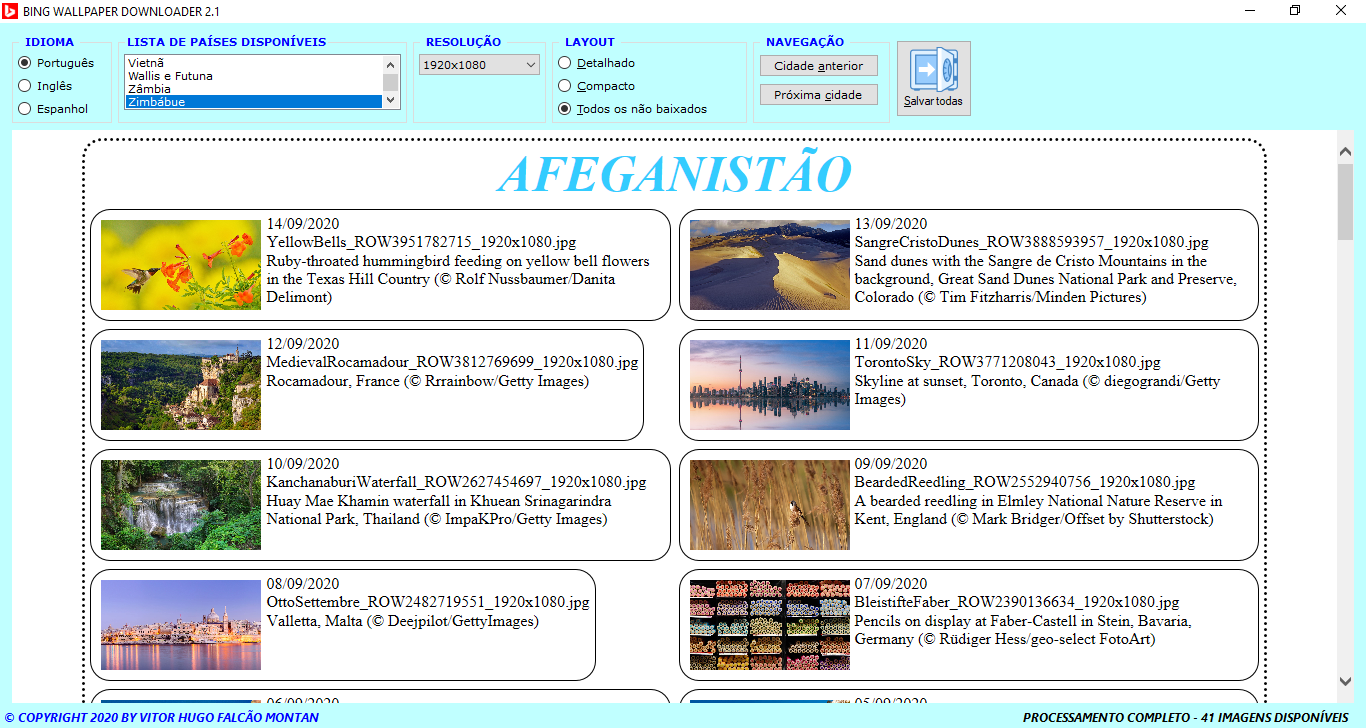 BING WALLPAPER DOWNLOADER 2.1
IDIOMA
Português
Inglês
Espanhol
LISTA DE PAÍSES DISPONÍVEIS
Vietnã
Wallis e Futuna
Zâmbia
Zimbábue
RESOLUÇÃO
1920x1080
LAYOUT
Detalhado
Compacto
Todos os não baixados
NAVEGAÇÃO
Cidade anterior
Próxima cidade
Salvar todas
AFEGANISTÃO
14/09/2020
YellowBells_ROW3951782715_1920x1080.jpg
Ruby-throated hummingbird feeding on yellow bell flowers
in the Texas Hill Country (© Rolf Nussbaumer/Danita
Delimont)
13/09/2020
SangreCristoDunes_ROW3888593957_1920x1080.jpg
Sand dunes with the Sangre de Cristo Mountains in the
background, Great Sand Dunes National Park and Preserve,
Colorado (© Tim Fitzharris/Minden Pictures)
12/09/2020
MedievalRocamadour_ROW3812769699_1920x1080.jpg
Rocamadour, France (© Rrrainbow/Getty Images)
11/09/2020
TorontoSky_ROW3771208043_1920x1080.jpg
Skyline at sunset, Toronto, Canada (© diegograndi/Getty
Images)
10/09/2020
KanchanaburiWaterfall_ROW2627454697_1920x1080.jpg
Huay Mae Khamin waterfall in Khuean Srinagarindra
National Park, Thailand (© ImpaKPro/Getty Images)
09/09/2020
BeardedReedling_ROW2552940756_1920x1080.jpg
A bearded reedling in Elmley National Nature Reserve in
Kent, England (© Mark Bridger/Offset by Shutterstock)
08/09/2020
OttoSettembre_ROW2482719551_1920x1080.jpg
Valletta, Malta (© Deejpilot/GettyImages)
07/09/2020
BleistifteFaber_ROW2390136634_1920x1080.jpg
Pencils on display at Faber-Castell in Stein, Bavaria,
Germany (© Rüdiger Hess/geo-select FotoArt)
06/09/2020
05/09/2020
© COPYRIGHT 2020 BY VITOR HUGO FALCÃO MONTAN
PROCESSAMENTO COMPLETO - 41 IMAGENS DISPONÍVEIS